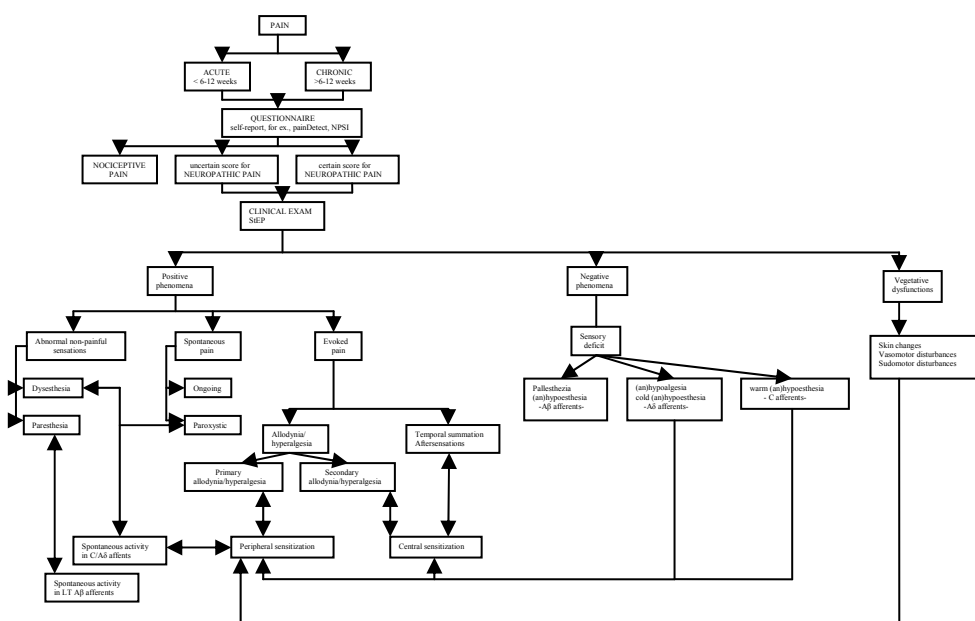 PAIN
ACUTE
< 6-12 weeks
CHRONIC
>6-12 weeks
QUESTIONNAIRE
self-report, for ex., painDetect, NPSI
NOCICEPTIVE
PAIN
uncertain score for
NEUROPATHIC PAIN
certain score for
NEUROPATHIC PAIN
CLINICAL EXAM
StEP
Positive
phenomena
Negative
phenomena
Vegetative
dysfunctions
Abnormal non-painful
sensations
Spontaneous
pain
Evoked
pain
Sensory
deficit
Skin changes
Vasomotor disturbances
Sudomotor disturbances
Dysesthesia
Paresthesia
Ongoing
Paroxystic
Pallesthezia
(an)hypoesthesia
-Aβ afferents-
(an)hypoalgesia
cold (an)hypoesthesia
-Aδ afferents-
warm (an)hypoesthesia
- C afferents-
Allodynia/
hyperalgesia
Temporal summation
Aftersensations
Primary
allodynia/hyperalgesia
Secondary
allodynia/hyperalgesia
Spontaneous activity
in C/Aδ affents
Peripheral sensitization
Central sensitization
Spontaneous activity
in LT Aβ afferents